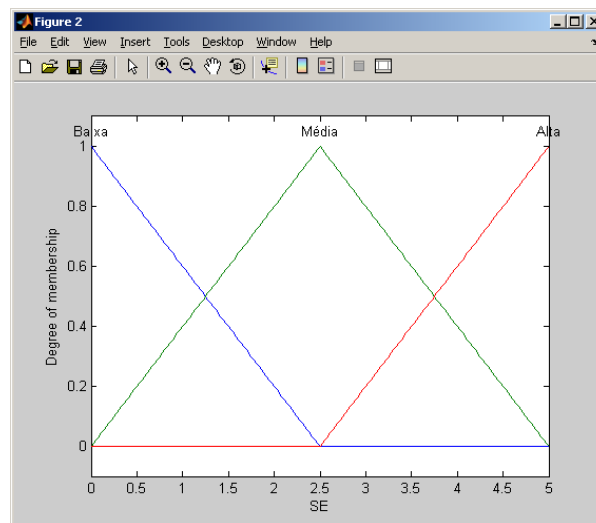 Figure 2
File Edit View Insert Tools Desktop Window Help
Baixa Média Alta
1
0.8
0.6
0.4
0.2
0
Degree of membership
0 0.5 1 1.5 2 2.5 3 3.5 4 4.5 5
SE